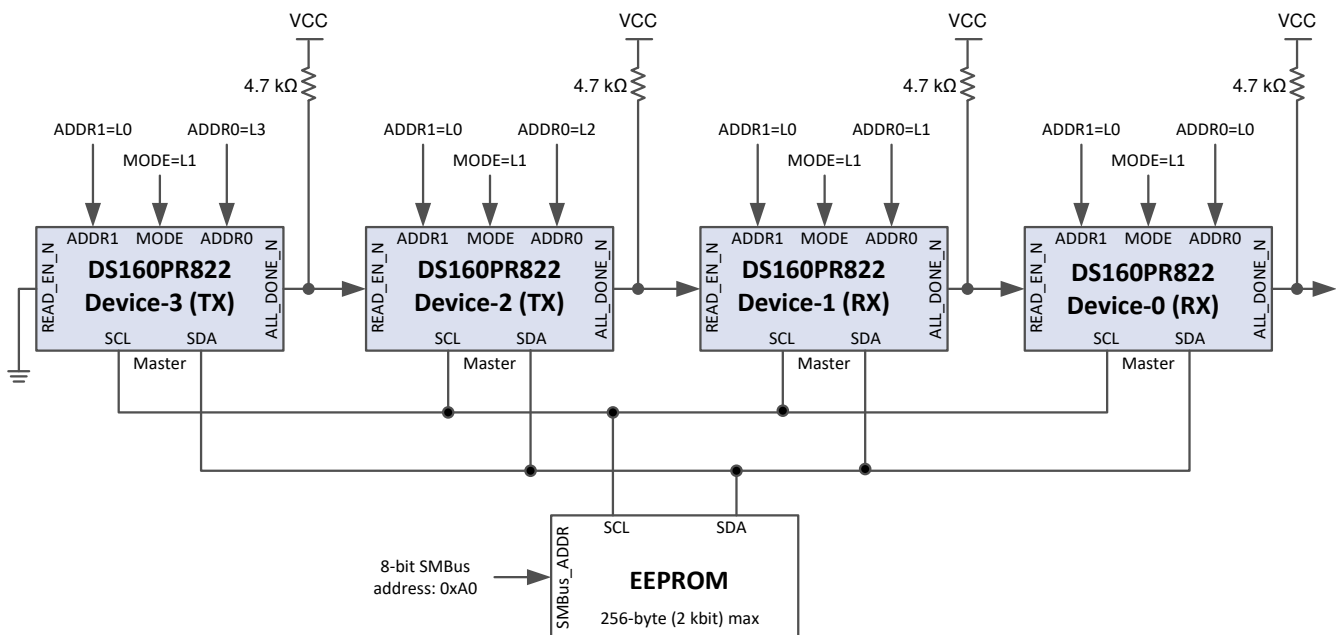 VCC
VCC
VCC
VCC
4.7 kΩ
4.7 kΩ
4.7 kΩ
4.7 kΩ
ADDR1=L0
ADDR0=L3
ADDR1=L0
ADDR0=L2
ADDR1=L0
ADDR0=L1
ADDR1=L0
ADDR0=L0
MODE=L1
MODE=L1
MODE=L1
MODE=L1
READ_EN_N
ADDR1 MODE ADDR0
DS160PR822
Device-3 (TX)
SCL SDA
ALL_DONE_N
Master
READ_EN_N
ADDR1 MODE ADDR0
DS160PR822
Device-2 (TX)
SCL SDA
ALL_DONE_N
Master
READ_EN_N
ADDR1 MODE ADDR0
DS160PR822
Device-1 (RX)
SCL SDA
ALL_DONE_N
Master
READ_EN_N
ADDR1 MODE ADDR0
DS160PR822
Device-0 (RX)
SCL SDA
ALL_DONE_N
Master
8-bit SMBus
address: 0xA0
SMBus_ADDR
SCL SDA
EEPROM
256-byte (2 kbit) max